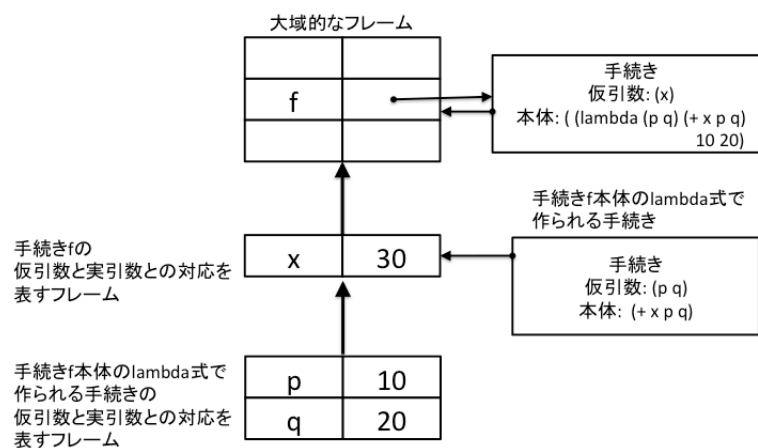 大域的なフレーム
f
手続き
仮引数: (x)
本体: ( (lambda (p q) (+ x p q)
10 20)
手続きf本体のlambda式で
作られる手続き
手続きfの
仮引数と実引数との対応を
表すフレーム
x 30
手続き
仮引数: (p q)
本体: (+ x p q)
手続きf本体のlambda式で
作られる手続きの
仮引数と実引数との対応を
表すフレーム
p 10
q 20